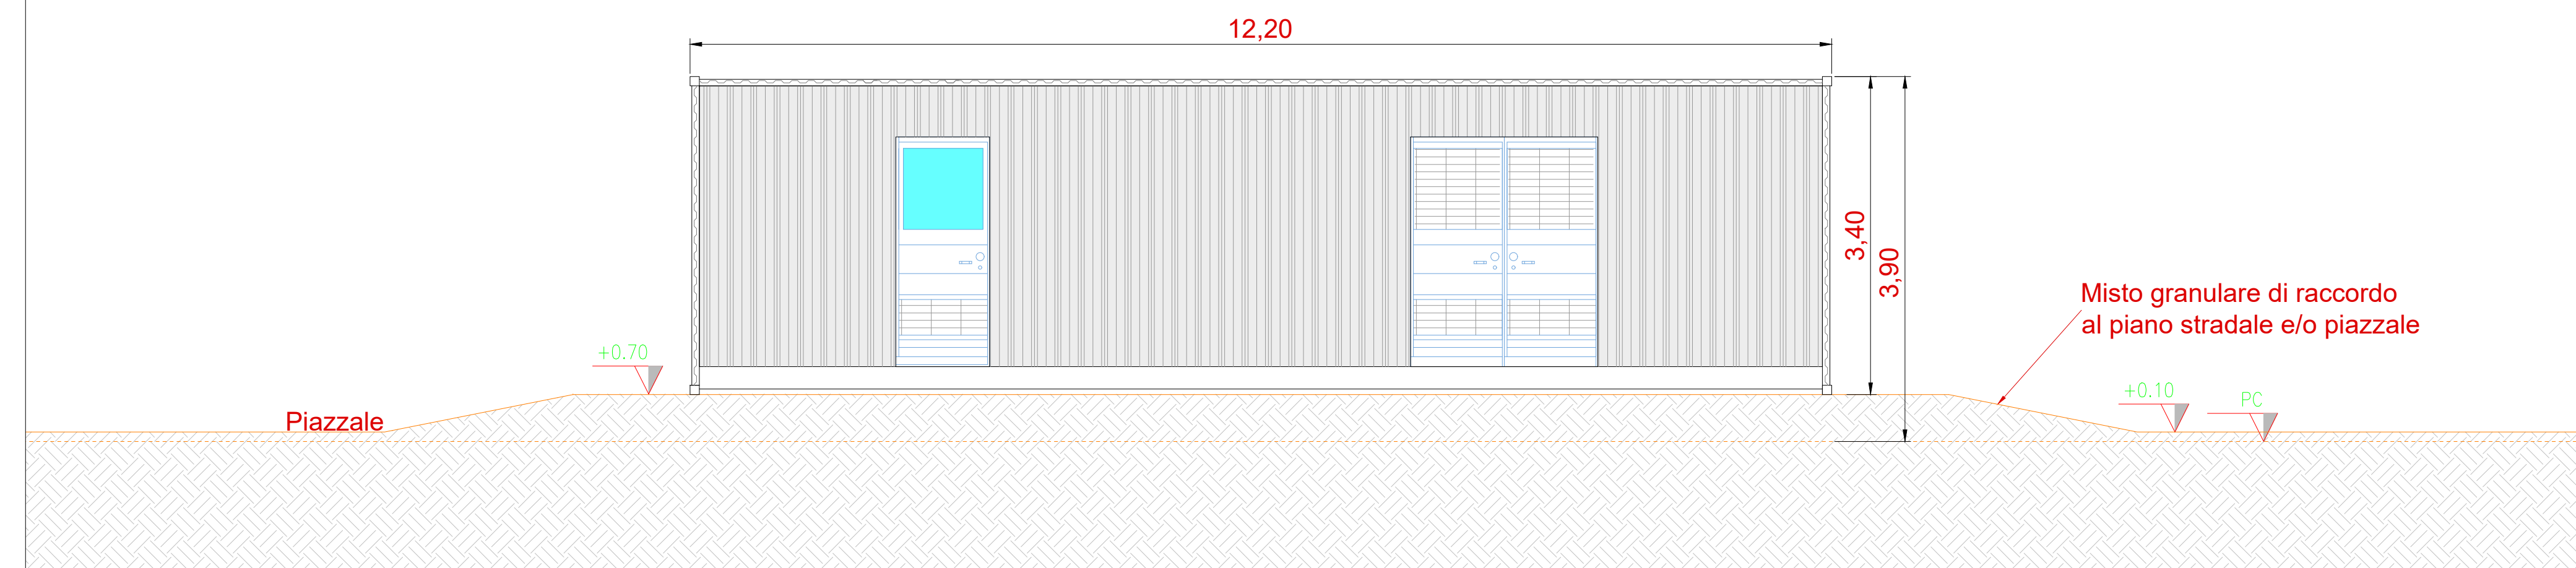 12,20
3,40
3,90
Misto granulare di raccordo
al piano stradale e/o piazzale
+0.70
+0.10
PC
Piazzale